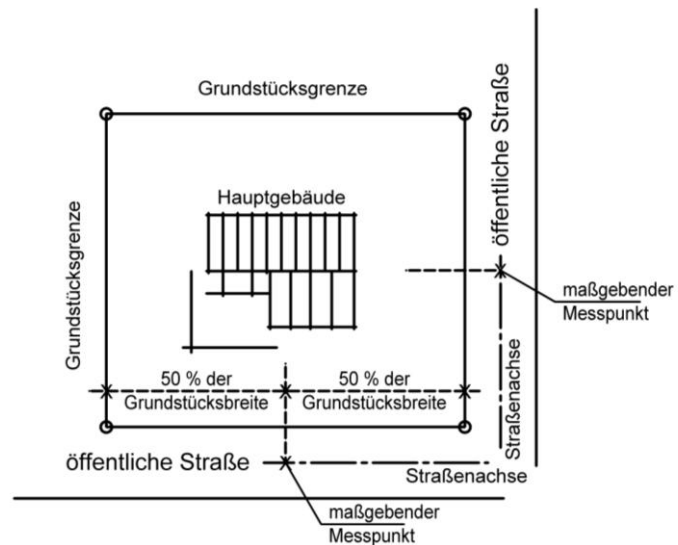 Grundstücksgrenze
öffentliche Straße
Grundstücksgrenze
Hauptgebäude
maßgebender
Messpunkt
50 % der
Grundstücksbreite
50 % der
Grundstücksbreite
Straßenachse
öffentliche Straße
Straßenachse
maßgebender
Messpunkt